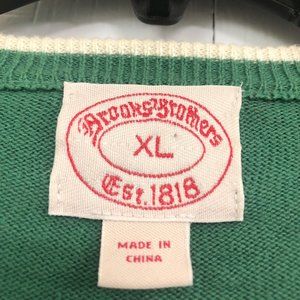 Brooks Brothers
XL
Est. 1818
MADE IN
CHINA